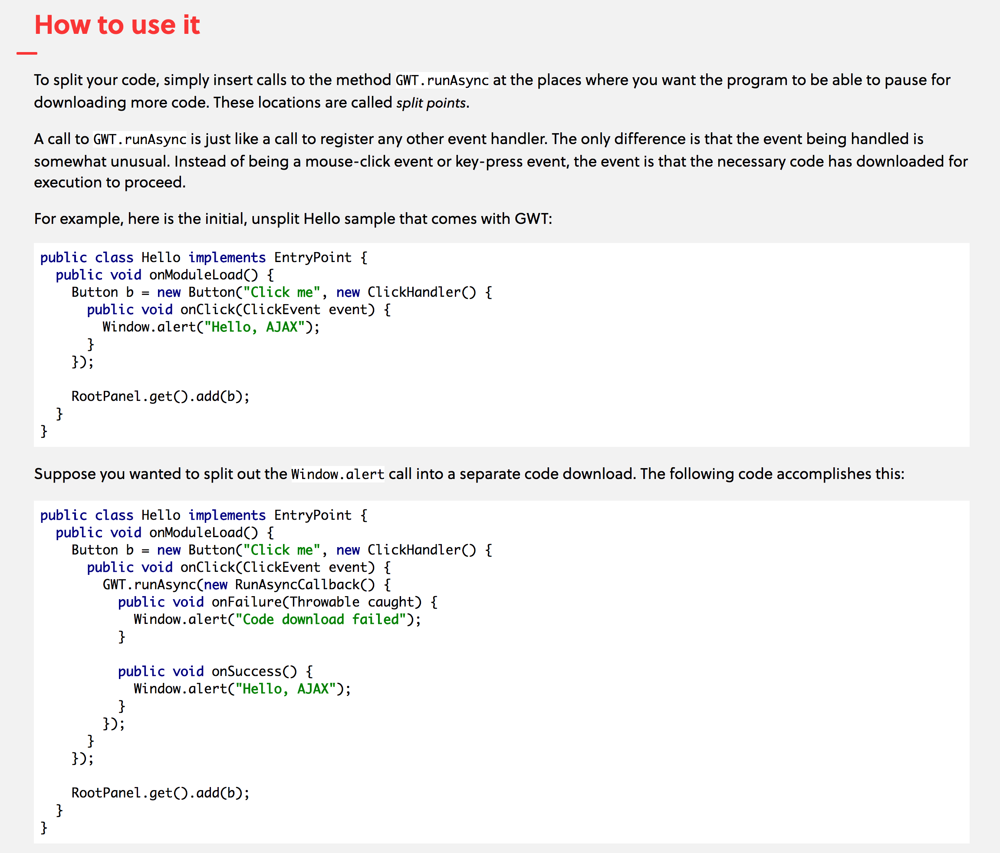 How to use it
To split your code, simply insert calls to the method GWT.runAsync at the places where you want the program to be able to pause for
downloading more code. These locations are called split points.
A call to GWT.runAsync is just like a call to register any other event handler. The only difference is that the event being handled is
somewhat unusual. Instead of being a mouse-click event or key-press event, the event is that the necessary code has downloaded for
execution to proceed.
For example, here is the initial, unsplit Hello sample that comes with GWT:
public class Hello implements EntryPoint {
  public void onModuleLoad() {
    Button b = new Button("Click me", new ClickHandler() {
      public void onClick(ClickEvent event) {
        Window.alert("Hello, AJAX");
      }
    });

    RootPanel.get().add(b);
  }
}
Suppose you wanted to split out the Window.alert call into a separate code download. The following code accomplishes this:
public class Hello implements EntryPoint {
  public void onModuleLoad() {
    Button b = new Button("Click me", new ClickHandler() {
      public void onClick(ClickEvent event) {
        GWT.runAsync(new RunAsyncCallback() {
          public void onFailure(Throwable caught) {
            Window.alert("Code download failed");
          }

          public void onSuccess() {
            Window.alert("Hello, AJAX");
          }
        });
      }
    });

    RootPanel.get().add(b);
  }
}